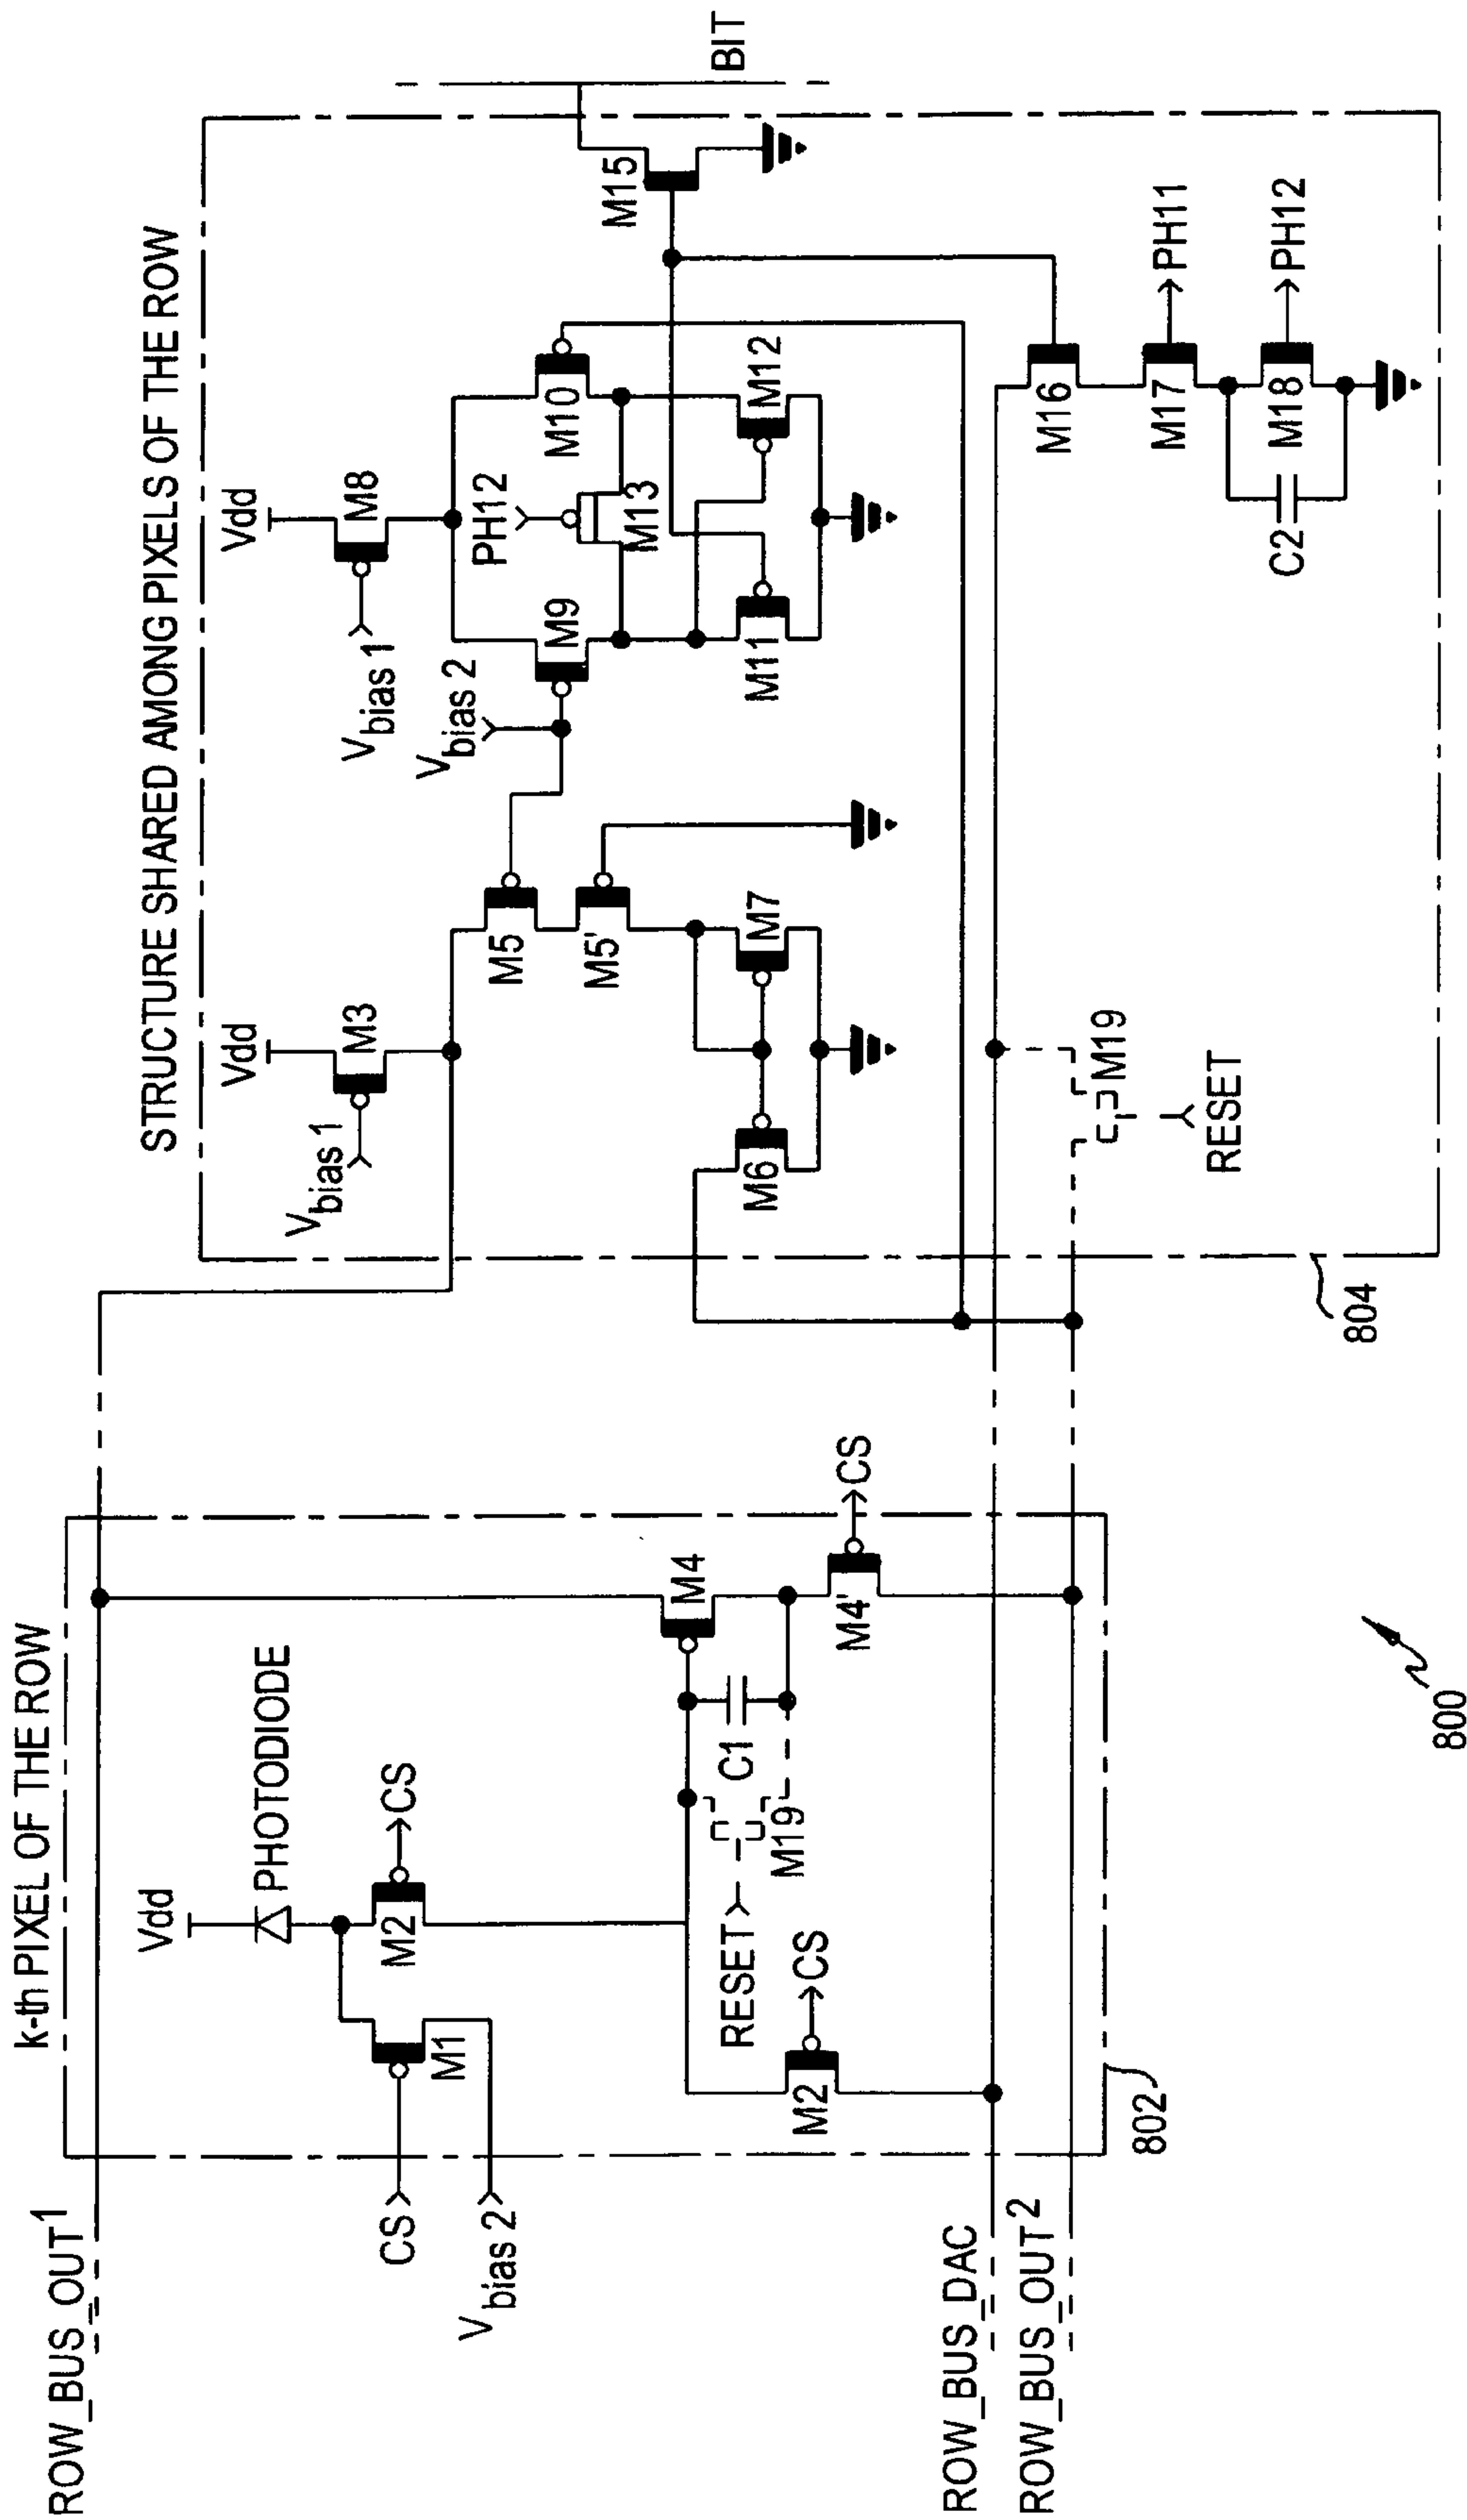 k-th PIXEL OF THE ROW
ROW_BUS_OUT1
Vdd
PHOTODIODE
CS
M1
M2
CS
Vbias 2
M4
C1
M19
RESET
M2
CS
M4'
CS
ROW_BUS_DAC
ROW_BUS_OUT2
802
800
STRUCTURE SHARED AMONG PIXELS OF THE ROW
Vdd
M3
Vbias 1
M5
M5'
M6
M7
Vdd
M8
Vbias 1
Vbias 2
M9
PH12
M10
M13
M11
M12
M15
BIT
M16
M17
PH11
M18
PH12
C2
M19
RESET
804